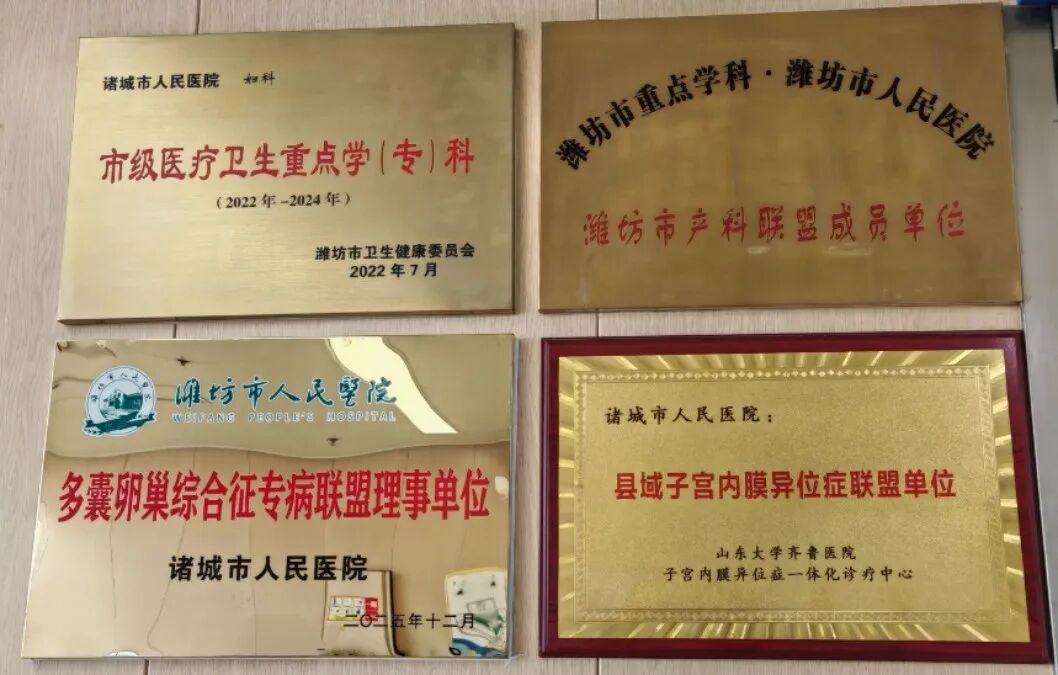 诸城市人民医院 妇科
市级医疗卫生重点学(专)科
(2022年-2024年)
潍坊市卫生健康委员会
2022年7月
潍坊市重点学科·潍坊市人民医院
潍坊市产科联盟成员单位
潍坊市人民医院
潍坊市人民醫院
WEIFANG PEOPLE'S HOSPITAL
多囊卵巢综合征专病联盟理事单位
诸城市人民医院
二〇二五年十二月
诸城市人民医院：
县域子宫内膜异位症联盟单位
山东大学齐鲁医院
子宫内膜异位症一体化诊疗中心